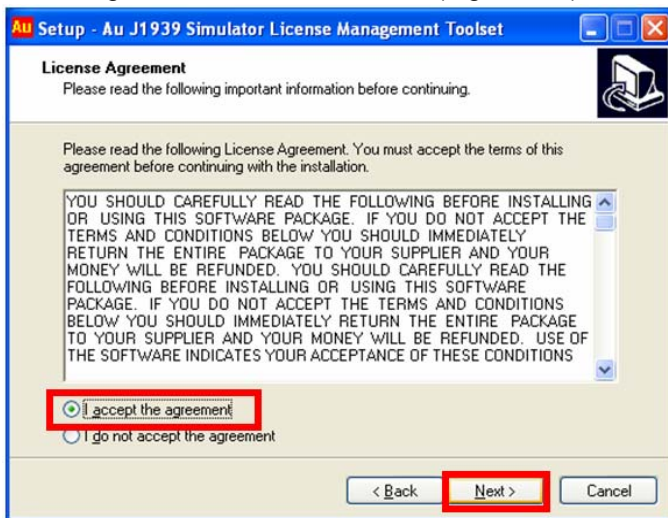 Au Setup - Au J1939 Simulator License Management Toolset
License Agreement
Please read the following important information before continuing.
Please read the following License Agreement. You must accept the terms of this
agreement before continuing with the installation.
YOU SHOULD CAREFULLY READ THE FOLLOWING BEFORE INSTALLING
OR USING THIS SOFTWARE PACKAGE. IF YOU DO NOT ACCEPT THE
TERMS AND CONDITIONS BELOW YOU SHOULD IMMEDIATELY
RETURN THE ENTIRE PACKAGE TO YOUR SUPPLIER AND YOUR
MONEY WILL BE REFUNDED. YOU SHOULD CAREFULLY READ THE
FOLLOWING BEFORE INSTALLING OR USING THIS SOFTWARE
PACKAGE. IF YOU DO NOT ACCEPT THE TERMS AND CONDITIONS
BELOW YOU SHOULD IMMEDIATELY RETURN THE ENTIRE PACKAGE
TO YOUR SUPPLIER AND YOUR MONEY WILL BE REFUNDED. USE OF
THE SOFTWARE INDICATES YOUR ACCEPTANCE OF THESE CONDITIONS
I accept the agreement
I do not accept the agreement
< Back Next > Cancel